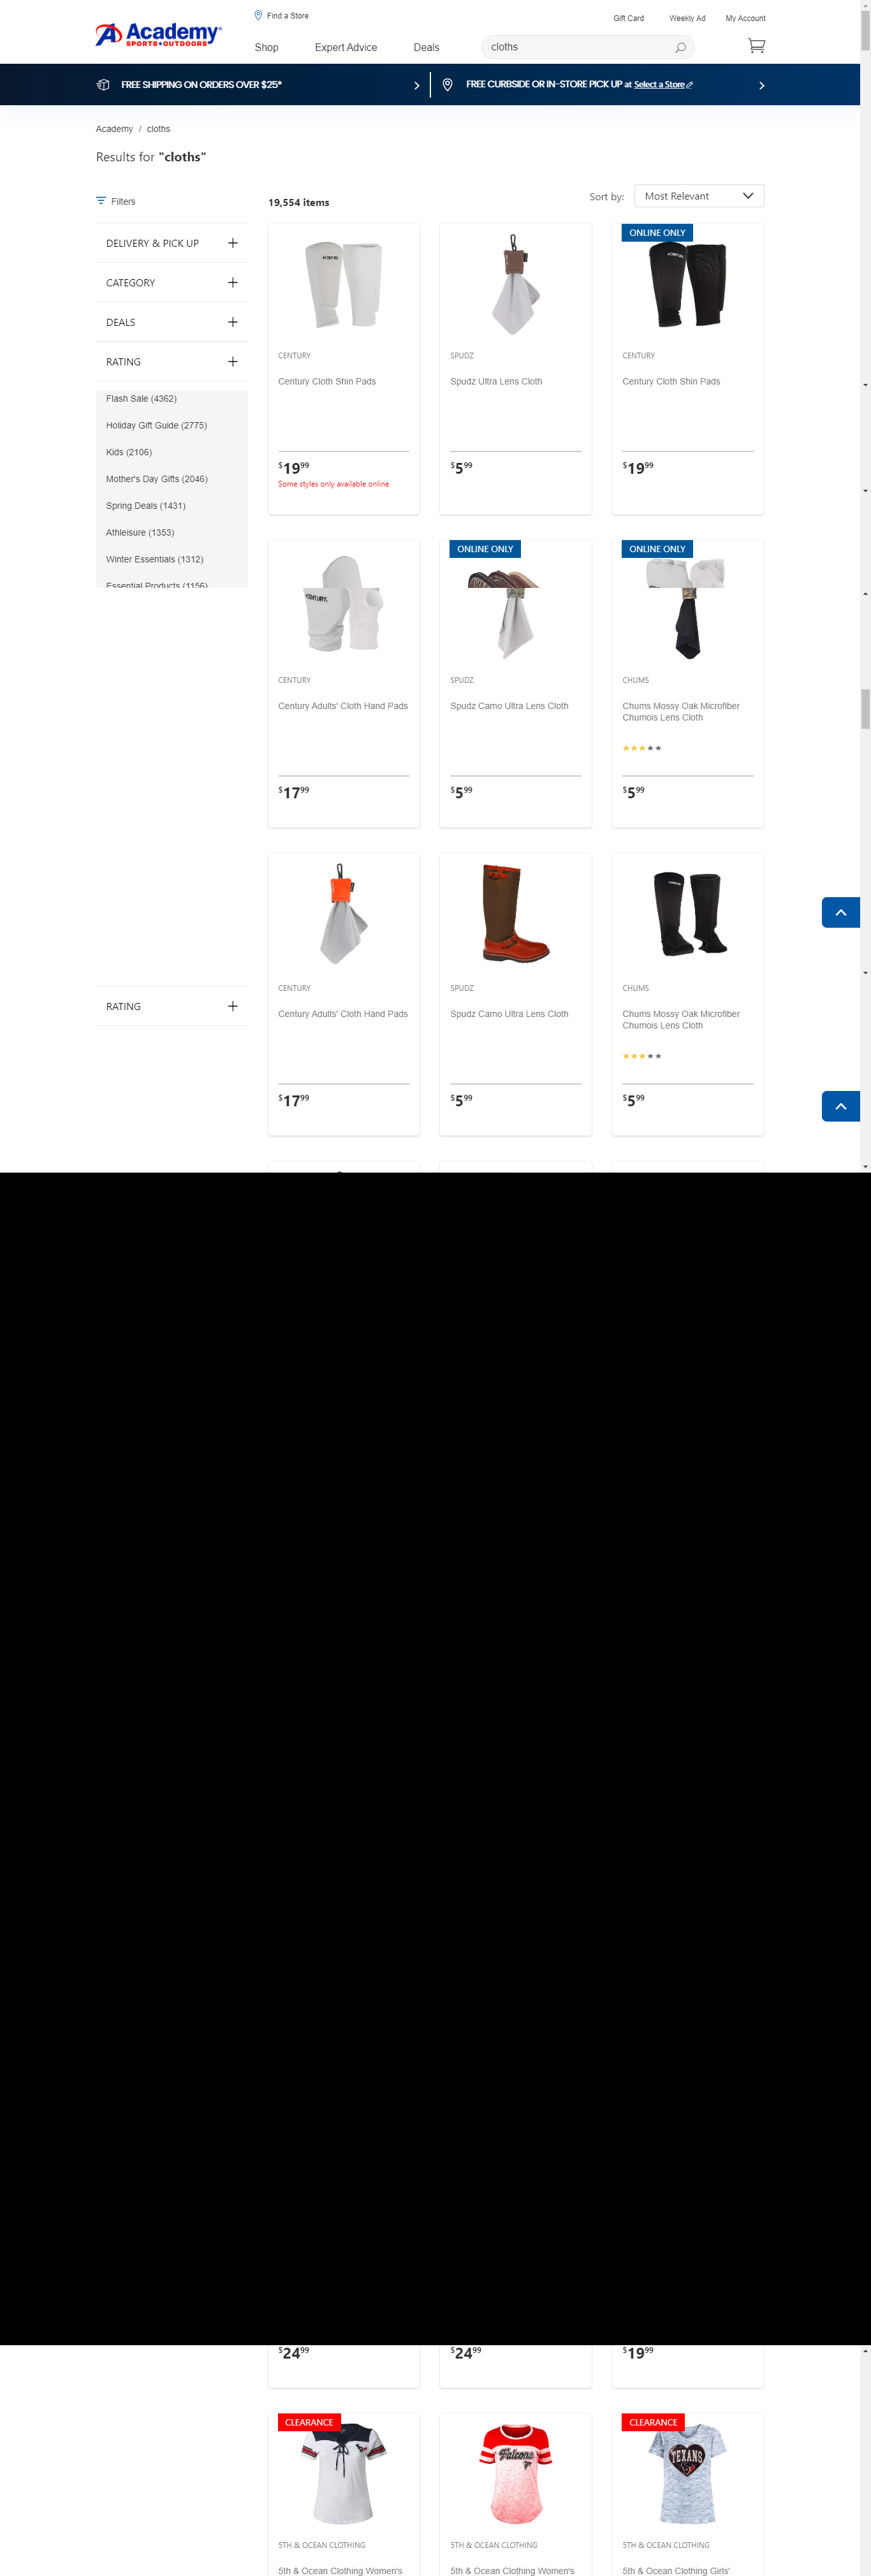 Find a Store
Gift Card
Weekly Ad
My Account
Academy
SPORTS+OUTDOORS
Shop
Expert Advice
Deals
cloths
FREE SHIPPING ON ORDERS OVER $25*
FREE CURBSIDE OR IN-STORE PICK UP at Select a Store
Academy / cloths
Results for "cloths"
Filters
19,554 items
Sort by:
Most Relevant
DELIVERY & PICK UP
CATEGORY
DEALS
RATING
Flash Sale (4362)
Holiday Gift Guide (2775)
Kids (2106)
Mother's Day Gifts (2046)
Spring Deals (1431)
Athleisure (1353)
Winter Essentials (1312)
Essential Products (1156)
CENTURY
CENTURY
Century Cloth Shin Pads
$19.99
Some styles only available online
SPUDZ
Spudz Ultra Lens Cloth
$5.99
ONLINE ONLY
CENTURY
Century Cloth Shin Pads
$19.99
CENTURY
CENTURY
Century Adults' Cloth Hand Pads
$17.99
ONLINE ONLY
SPUDZ
Spudz Camo Ultra Lens Cloth
$5.99
ONLINE ONLY
CHUMS
Chums Mossy Oak Microfiber
Chumois Lens Cloth
$5.99
CENTURY
Century Adults' Cloth Hand Pads
$17.99
SPUDZ
Spudz Camo Ultra Lens Cloth
$5.99
CHUMS
Chums Mossy Oak Microfiber
Chumois Lens Cloth
$5.99
RATING
$24.99
$24.99
$19.99
CLEARANCE
5TH & OCEAN CLOTHING
5th & Ocean Clothing Women's
Falcons
5TH & OCEAN CLOTHING
5th & Ocean Clothing Women's
CLEARANCE
TEXANS
5TH & OCEAN CLOTHING
5th & Ocean Clothing Girls'